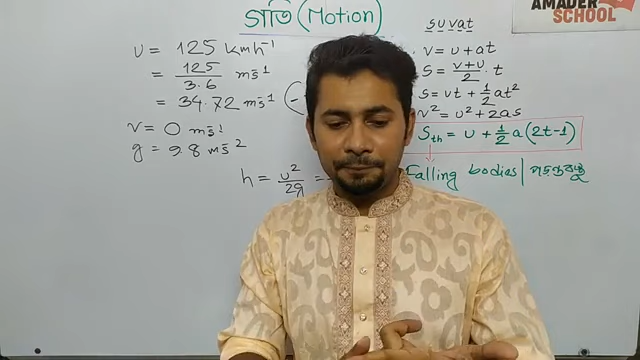 গতি (Motion)
AMADER
SCHOOL
u = 125 kmh⁻¹
= 125/3.6 ms⁻¹
= 34.72 ms⁻¹ (-
v = 0 ms⁻¹
g = 9.8 ms⁻²
h = u²/2g =
suvat
v = u + at
s = (v+u)/2 . t
s = ut + ½at²
v² = u² + 2as
Sth = u + ½a(2t-1)
Falling bodies | পড়ন্তবস্তু